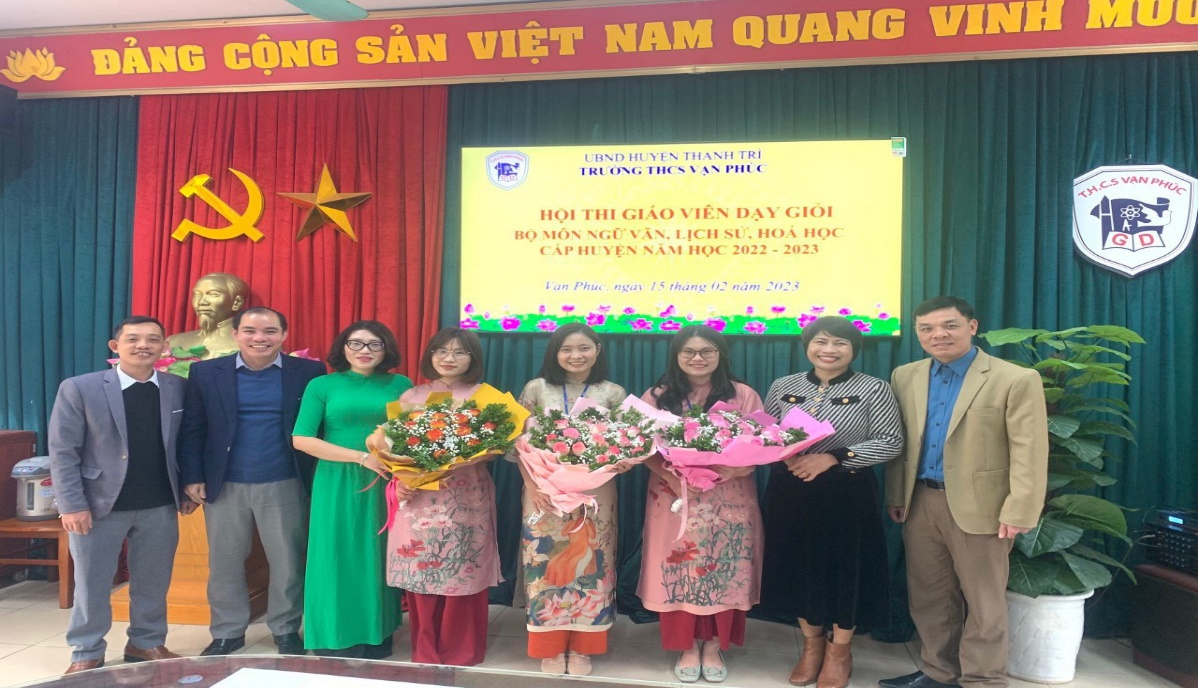 ĐẢNG CỘNG SẢN VIỆT NAM QUANG VINH MUÔ
UBND HUYỆN THANH TRÌ
TRƯỜNG THCS VẠN PHÚC
HỘI THI GIÁO VIÊN DẠY GIỎI
BỘ MÔN NGỮ VĂN, LỊCH SỬ, HOÁ HỌC
CẤP HUYỆN NĂM HỌC 2022 - 2023
Vạn Phúc, ngày 15 tháng 02 năm 2023
T.H.C.S VẠN PHÚC
GD